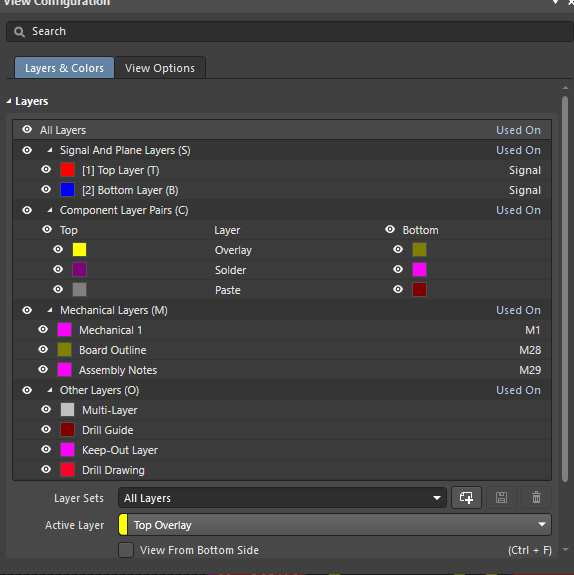 View Configuration
Search
Layers & Colors View Options
Layers
All Layers Used On
Signal And Plane Layers (S) Used On
[1] Top Layer (T) Signal
[2] Bottom Layer (B) Signal
Component Layer Pairs (C) Used On
Top Layer Bottom
Overlay
Solder
Paste
Mechanical Layers (M) Used On
Mechanical 1 M1
Board Outline M28
Assembly Notes M29
Other Layers (O) Used On
Multi-Layer
Drill Guide
Keep-Out Layer
Drill Drawing
Layer Sets All Layers
Active Layer Top Overlay
View From Bottom Side (Ctrl + F)